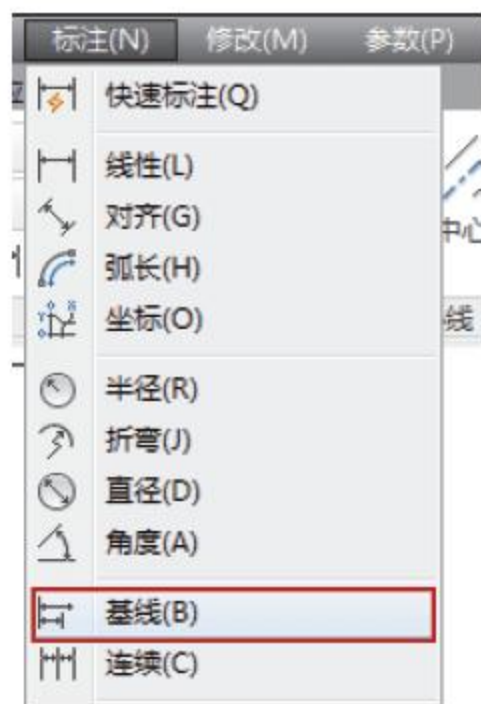 标注(N) 修改(M) 参数(P)
快速标注(Q)
线性(L)
对齐(G)
中心
弧长(H)
坐标(O)
线
半径(R)
折弯(J)
直径(D)
角度(A)
基线(B)
连续(C)